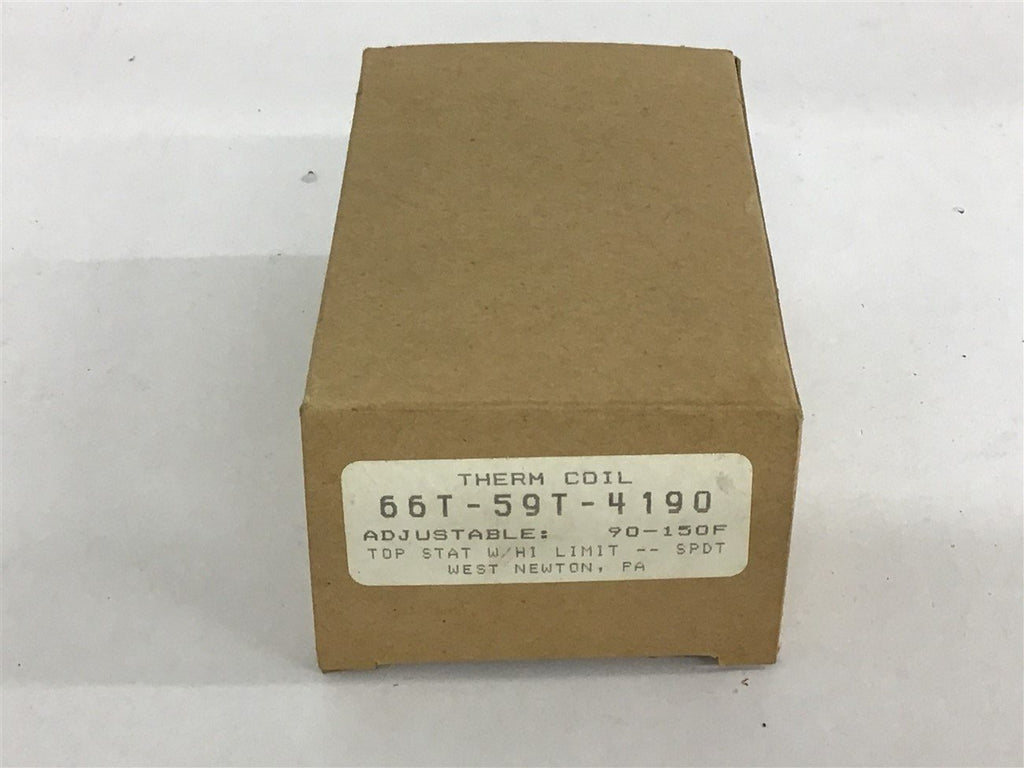 THERM COIL
66T-59T-4190
ADJUSTABLE: 90-150F
TOP STAT W/HI LIMIT -- SPDT
WEST NEWTON, PA